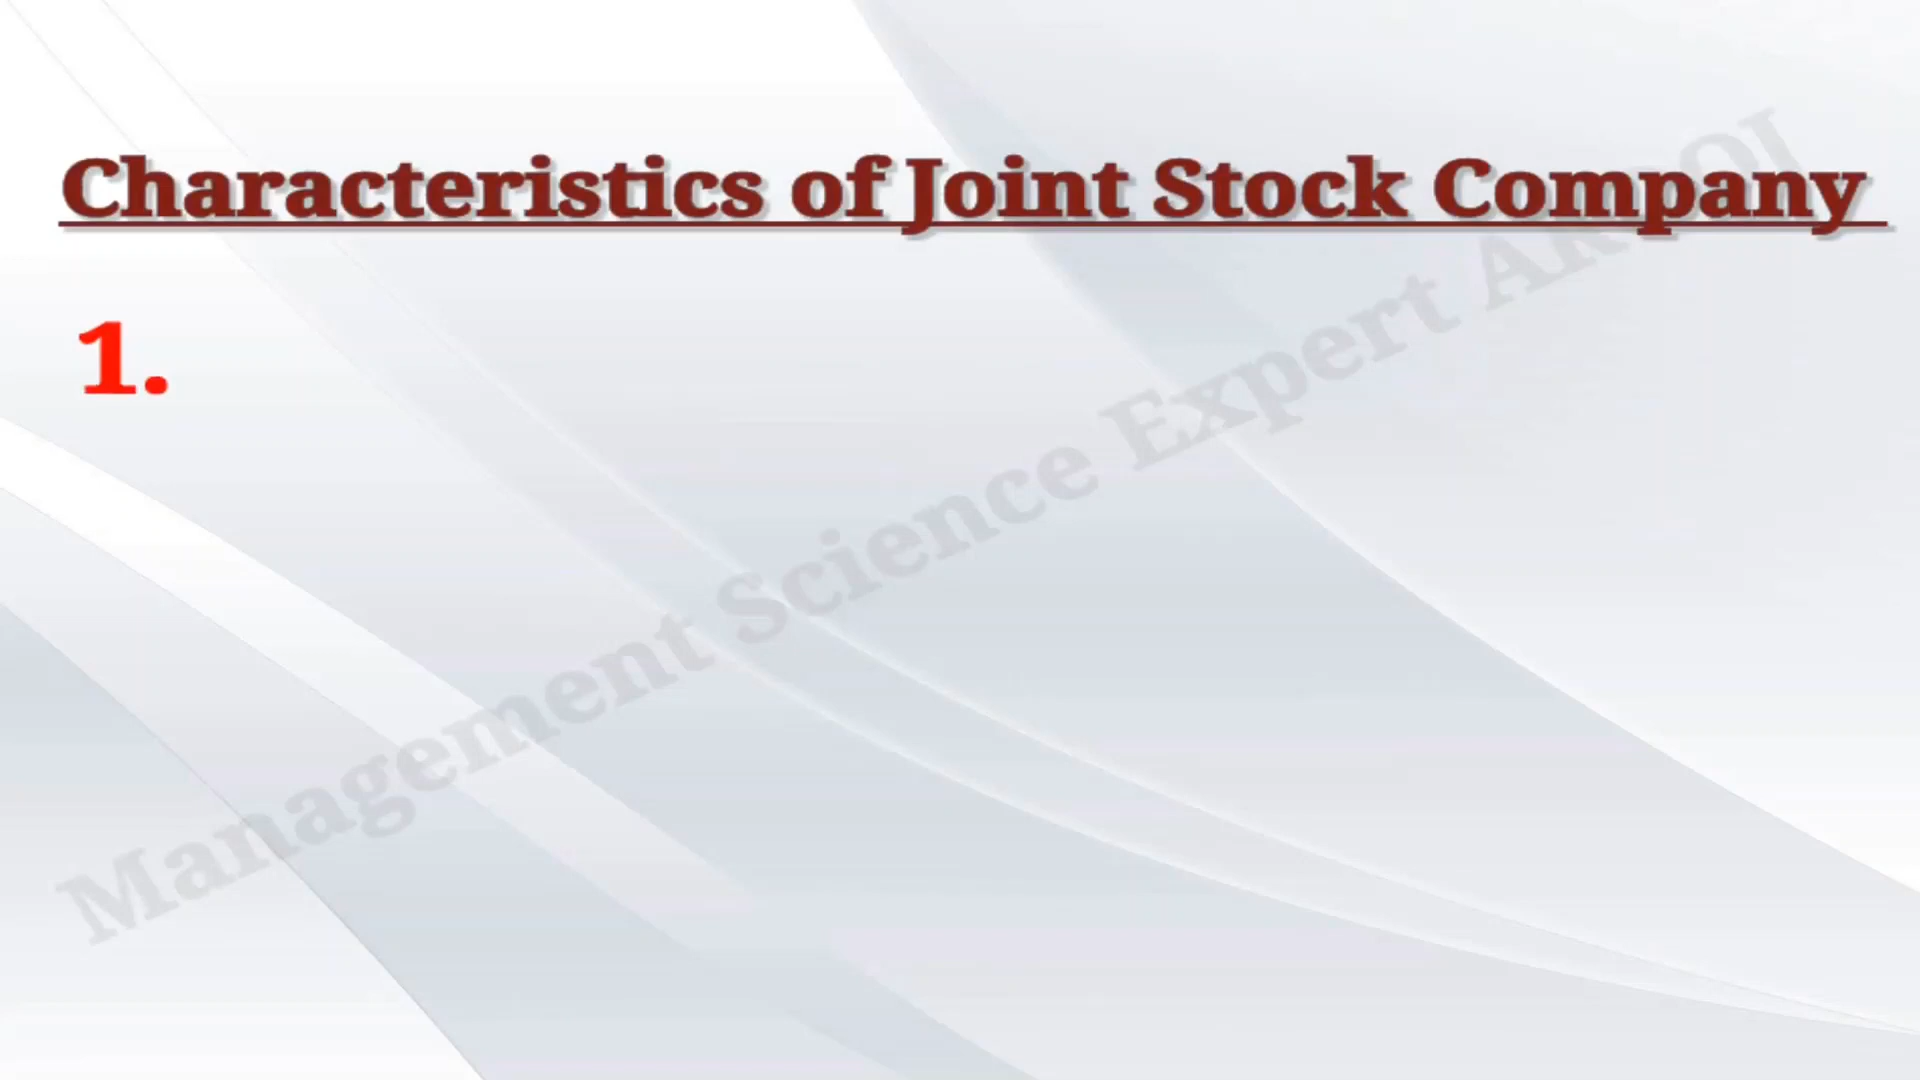 Characteristics of Joint Stock Company
1.
Management Science Expert